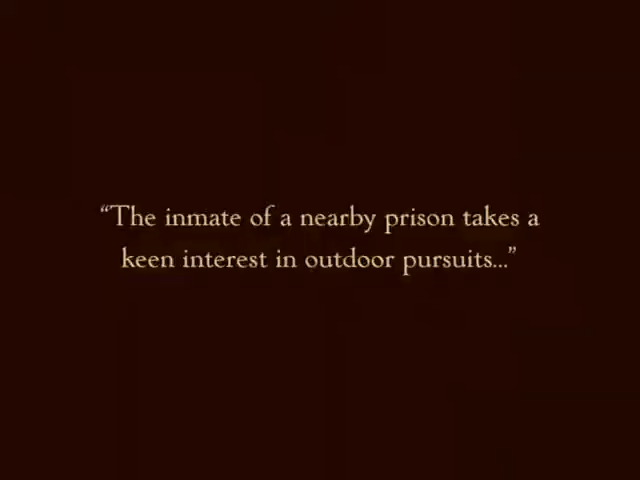 “The inmate of a nearby prison takes a
keen interest in outdoor pursuits...”